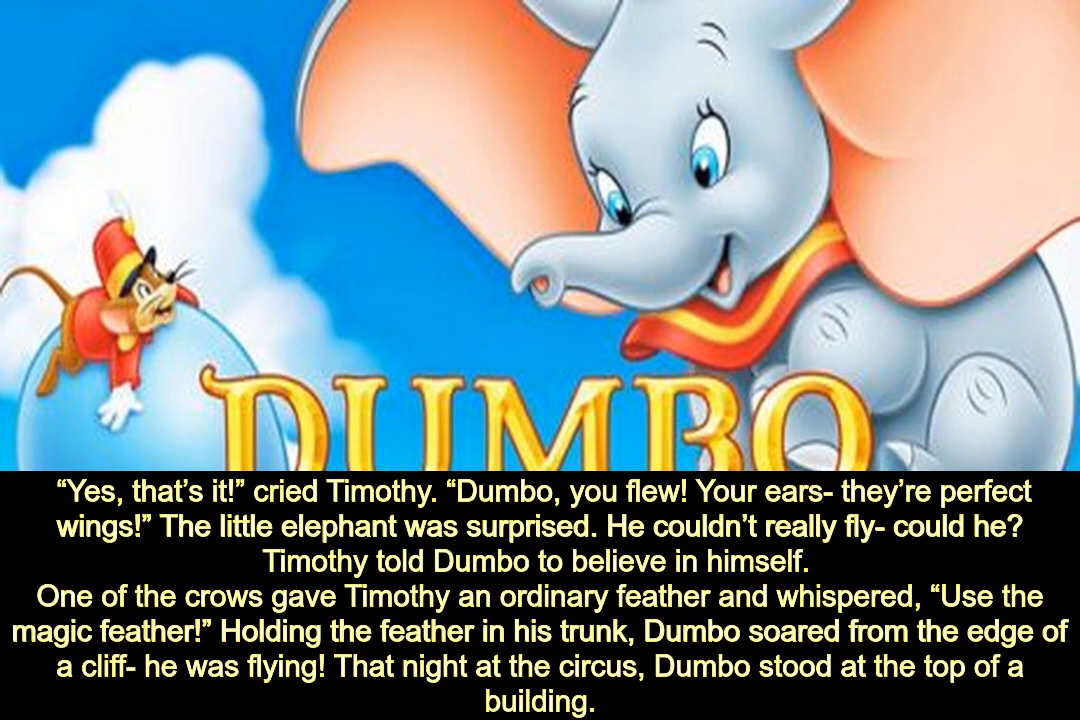 DUMBO
“Yes, that’s it!” cried Timothy. “Dumbo, you flew! Your ears- they’re perfect
wings!” The little elephant was surprised. He couldn’t really fly- could he?
Timothy told Dumbo to believe in himself.
One of the crows gave Timothy an ordinary feather and whispered, “Use the
magic feather!” Holding the feather in his trunk, Dumbo soared from the edge of
a cliff- he was flying! That night at the circus, Dumbo stood at the top of a
building.